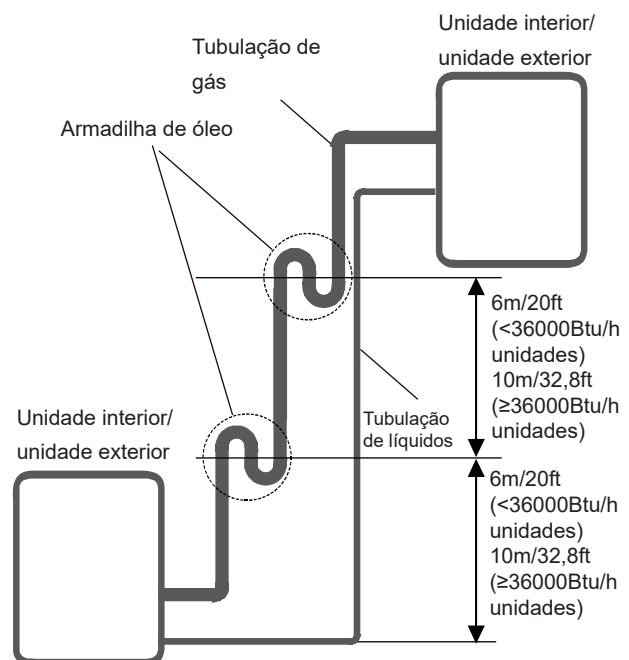 Unidade interior/
unidade exterior
Tubulação de
gás
Armadilha de óleo
6m/20ft
(<36000Btu/h
unidades)
10m/32,8ft
(≥36000Btu/h
unidades)
Tubulação
de líquidos
Unidade interior/
unidade exterior
6m/20ft
(<36000Btu/h
unidades)
10m/32,8ft
(≥36000Btu/h
unidades)